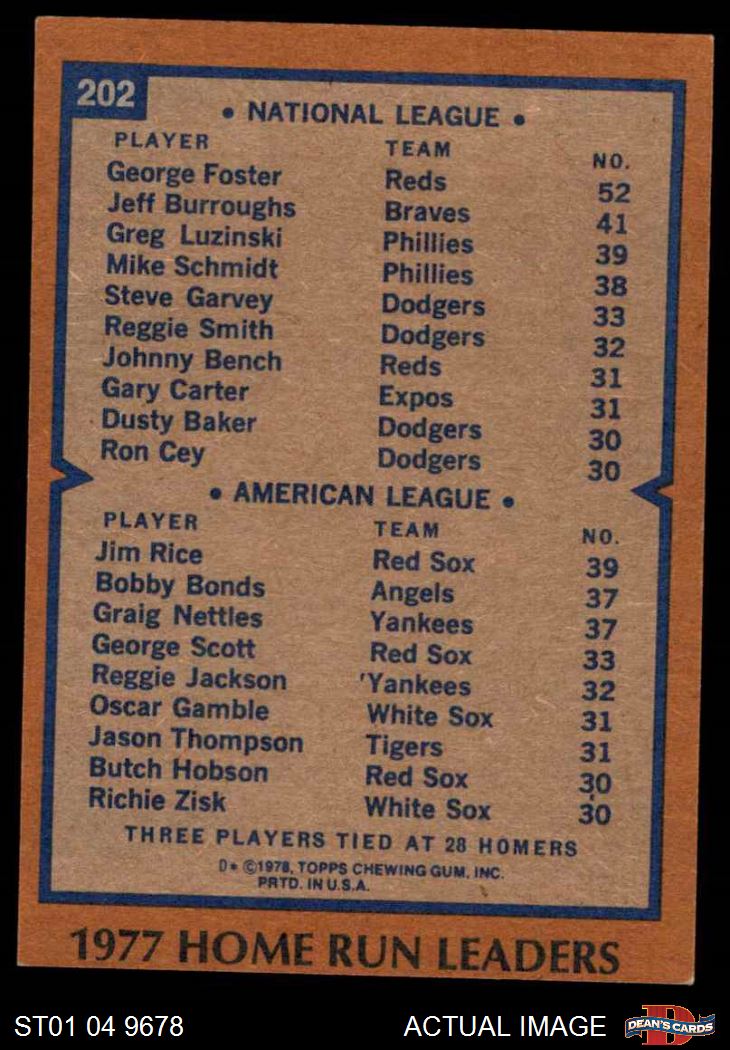 202
• NATIONAL LEAGUE •
PLAYER TEAM NO.
George Foster Reds 52
Jeff Burroughs Braves 41
Greg Luzinski Phillies 39
Mike Schmidt Phillies 38
Steve Garvey Dodgers 33
Reggie Smith Dodgers 32
Johnny Bench Reds 31
Gary Carter Expos 31
Dusty Baker Dodgers 30
Ron Cey Dodgers 30
• AMERICAN LEAGUE •
PLAYER TEAM NO.
Jim Rice Red Sox 39
Bobby Bonds Angels 37
Graig Nettles Yankees 37
George Scott Red Sox 33
Reggie Jackson 'Yankees 32
Oscar Gamble White Sox 31
Jason Thompson Tigers 31
Butch Hobson Red Sox 30
Richie Zisk White Sox 30
THREE PLAYERS TIED AT 28 HOMERS
D* ©1978, TOPPS CHEWING GUM, INC.
PRTD. IN U.S.A.
1977 HOME RUN LEADERS
ST01 04 9678 ACTUAL IMAGE D DEAN'S CARDS